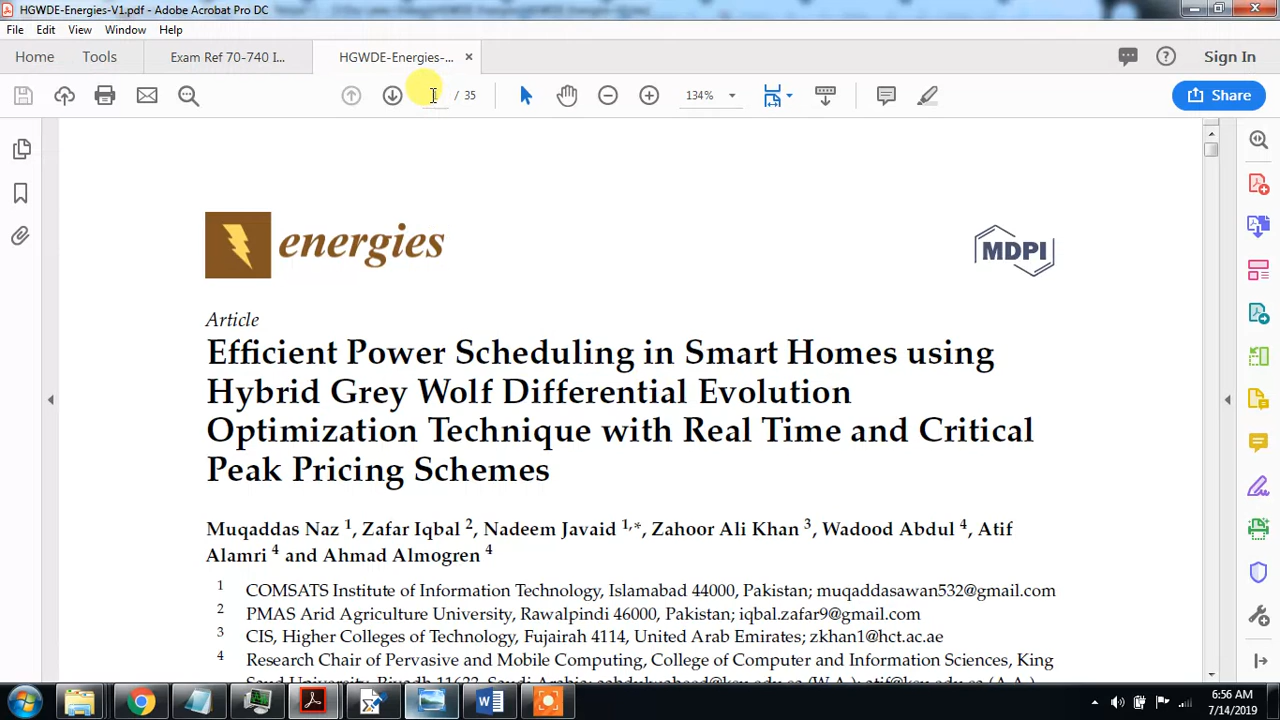 HGWDE-Energies-V1.pdf - Adobe Acrobat Pro DC
File Edit View Window Help
Home Tools Exam Ref 70-740 I... HGWDE-Energies-... × Sign In
/ 35 134% Share
energies
MDPI
Article
Efficient Power Scheduling in Smart Homes using
Hybrid Grey Wolf Differential Evolution
Optimization Technique with Real Time and Critical
Peak Pricing Schemes
Muqaddas Naz 1, Zafar Iqbal 2, Nadeem Javaid 1,*, Zahoor Ali Khan 3, Wadood Abdul 4, Atif
Alamri 4 and Ahmad Almogren 4
1 COMSATS Institute of Information Technology, Islamabad 44000, Pakistan; muqaddasawan532@gmail.com
2 PMAS Arid Agriculture University, Rawalpindi 46000, Pakistan; iqbal.zafar9@gmail.com
3 CIS, Higher Colleges of Technology, Fujairah 4114, United Arab Emirates; zkhan1@hct.ac.ae
4 Research Chair of Pervasive and Mobile Computing, College of Computer and Information Sciences, King
6:56 AM
7/14/2019